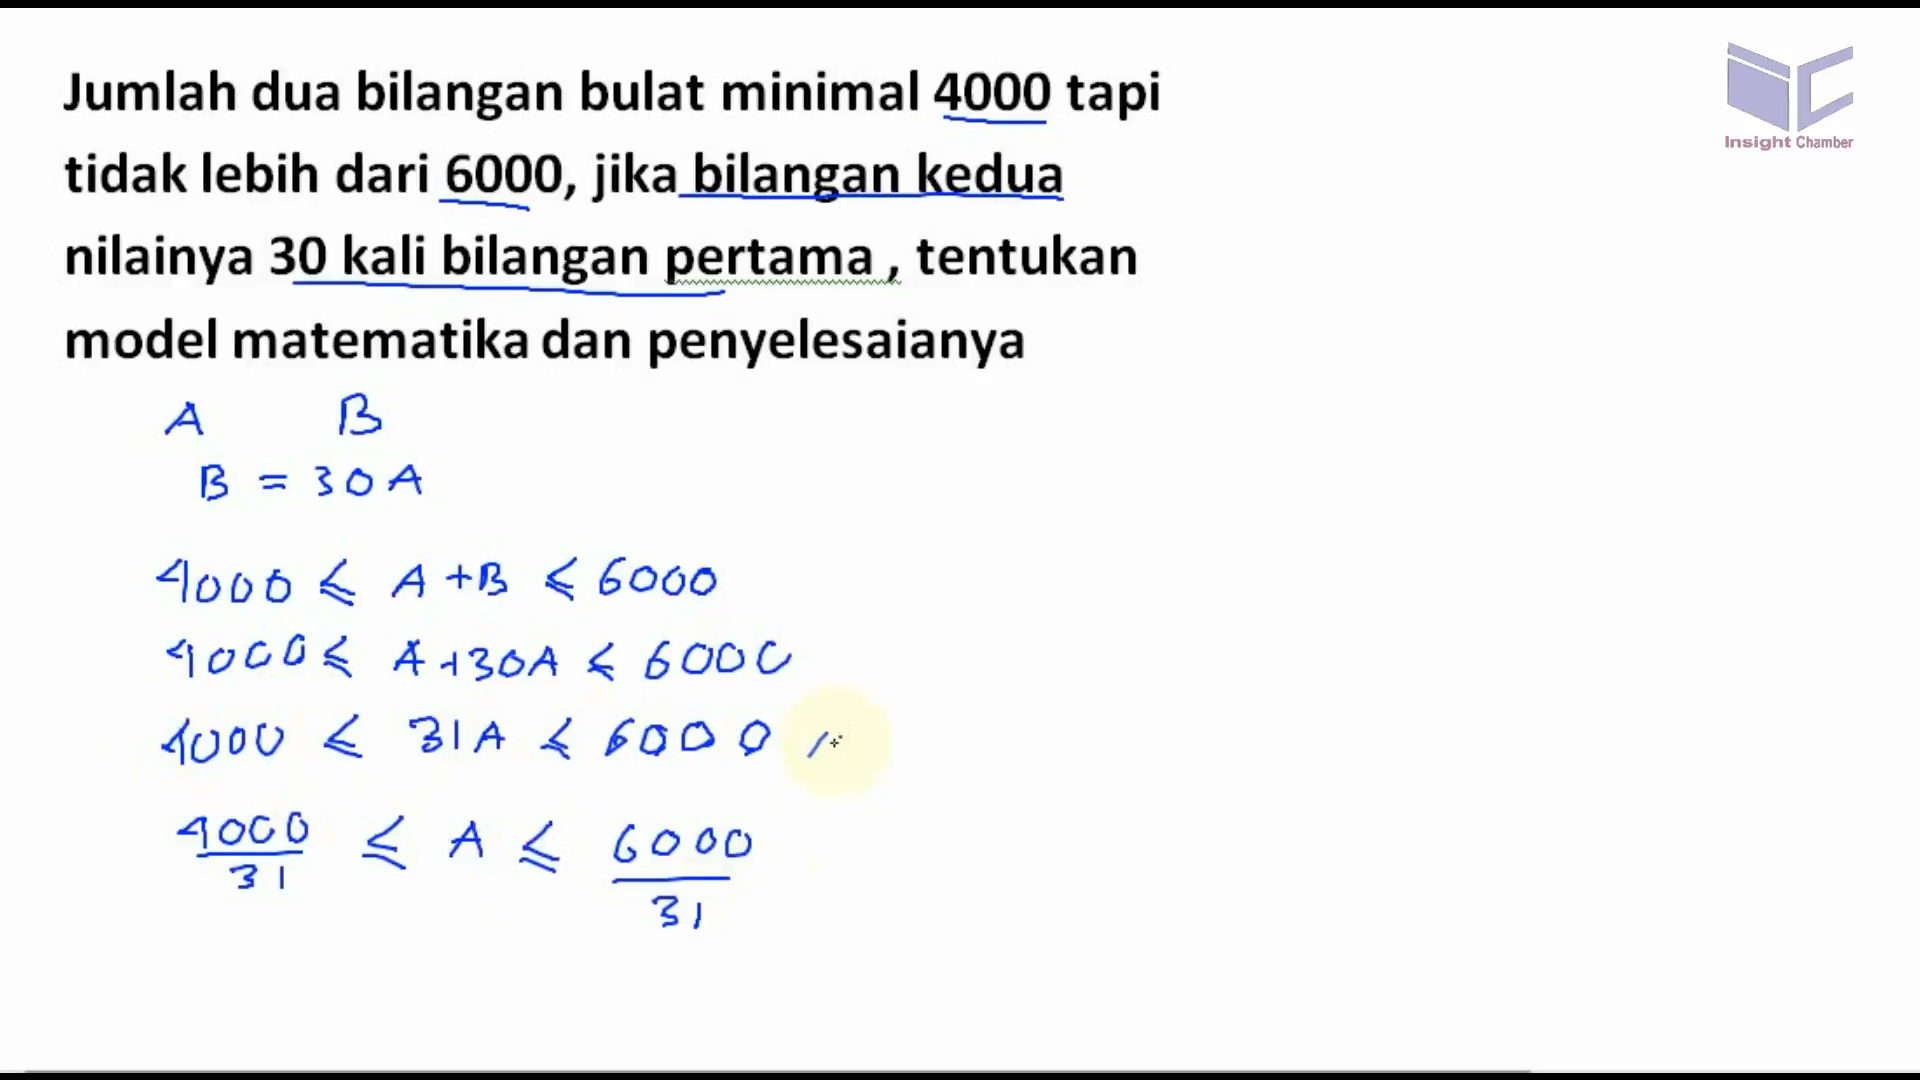 Insight Chamber
Jumlah dua bilangan bulat minimal 4000 tapi
tidak lebih dari 6000, jika bilangan kedua
nilainya 30 kali bilangan pertama , tentukan
model matematika dan penyelesaianya
A B
B = 30 A
4000 ≤ A + B ≤ 6000
4000 ≤ A + 30A ≤ 6000
4000 ≤ 31A ≤ 6000
4000/31 ≤ A ≤ 6000/31